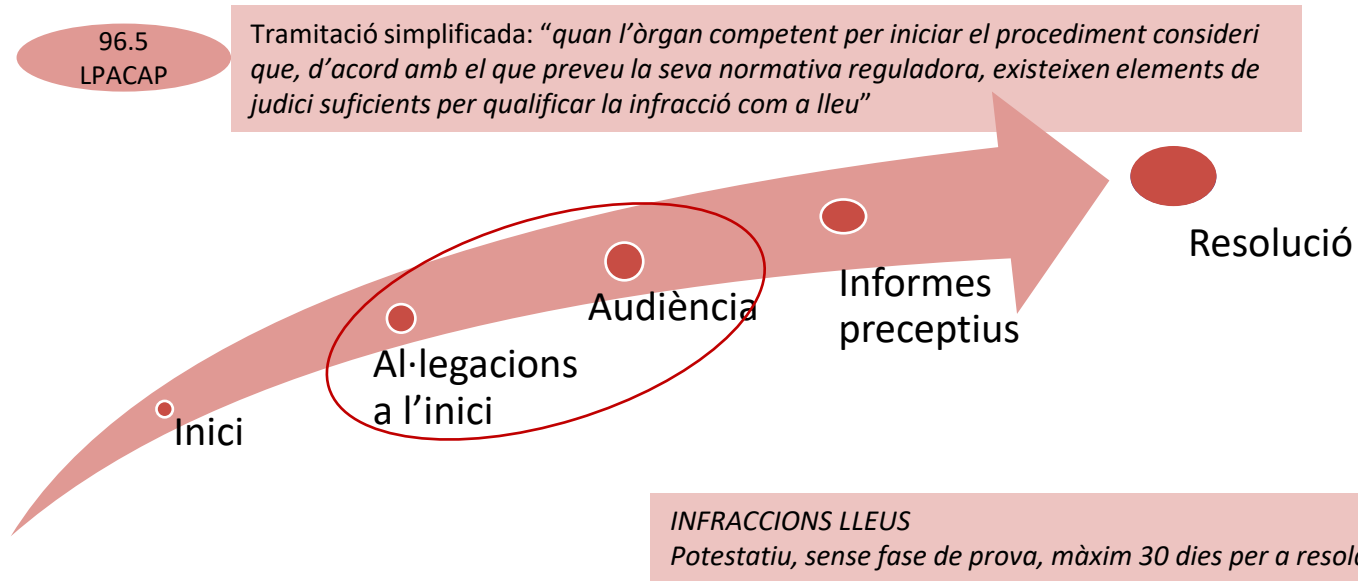 96.5
LPACAP
Tramitació simplificada: “quan l’òrgan competent per iniciar el procediment consideri
que, d’acord amb el que preveu la seva normativa reguladora, existeixen elements de
judici suficients per qualificar la infracció com a lleu”
Resolució
Informes
preceptius
Audiència
Al·legacions
a l’inici
Inici
INFRACCIONS LLEUS
Potestatiu, sense fase de prova, màxim 30 dies per a